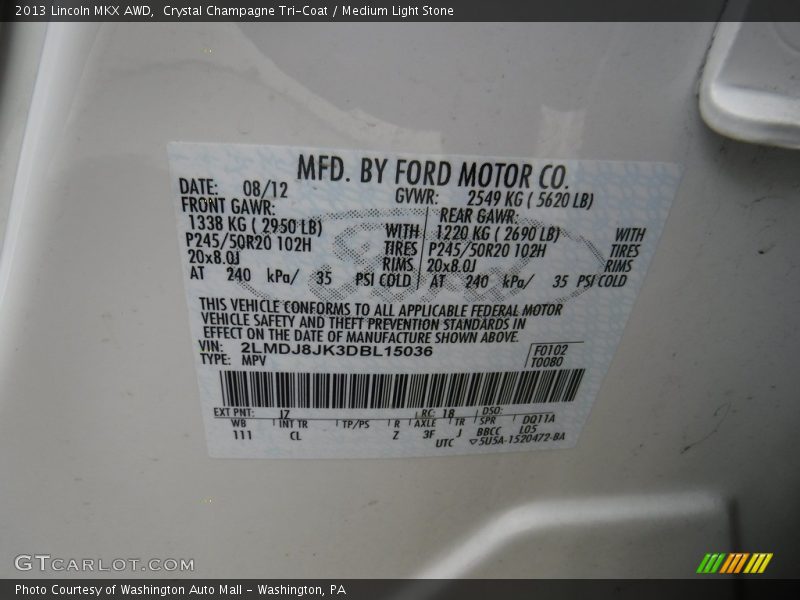 2013 Lincoln MKX AWD, Crystal Champagne Tri-Coat / Medium Light Stone
MFD. BY FORD MOTOR CO.
DATE: 08/12 GVWR: 2549 KG ( 5620 LB)
FRONT GAWR: REAR GAWR:
1338 KG ( 2950 LB) WITH 1220 KG ( 2690 LB) WITH
P245/50R20 102H TIRES P245/50R20 102H TIRES
20x8.0J RIMS 20x8.0J RIMS
AT 240 kPa/ 35 PSI COLD AT 240 kPa/ 35 PSI COLD
THIS VEHICLE CONFORMS TO ALL APPLICABLE FEDERAL MOTOR
VEHICLE SAFETY AND THEFT PREVENTION STANDARDS IN
EFFECT ON THE DATE OF MANUFACTURE SHOWN ABOVE.
VIN: 2LMDJ8JK3DBL15036 F0102
TYPE: MPV T0080
EXT PNT: JZ RC: 18 DSO:
WB INT TR TP/PS R AXLE TR SPR DQ11A
111 CL Z 3F J BBCC L05
UTC ▽5U5A-1520472-BA
GTCARLOT.COM
Photo Courtesy of Washington Auto Mall - Washington, PA